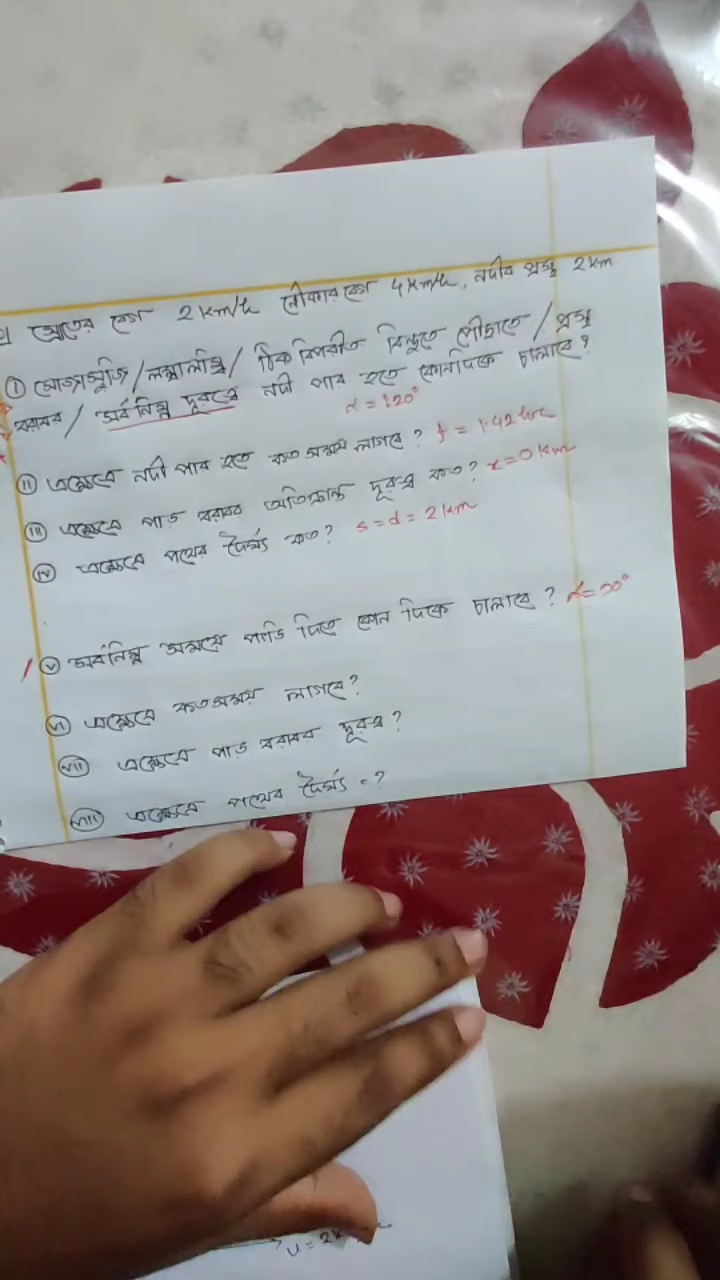 স্রোতের বেগ 2 km/h নৌকার বেগ 4 km/h, নদীর প্রস্থ 2 km.
(i) সোজাসুজি / লম্বালম্বি / ঠিক বিপরীত বিন্দুতে পৌছাতে / প্রস্থ
বরাবর / সর্বনিম্ন দূরত্বে নদী পার হতে কোনদিকে চালাবে?
α = 120°
(ii) এক্ষেত্রে নদী পার হতে কত সময় লাগবে? t = 1.42 hrc
(iii) এক্ষেত্রে পাড় বরাবর অতিক্রান্ত দূরত্ব কত? x = 0 km
(iv) এক্ষেত্রে পথের দৈর্ঘ্য কত? s = d = 2 km
(v) সর্বনিম্ন সময়ে পাড়ি দিতে কোন দিকে চালাবে? α = 90°
(vi) এক্ষেত্রে কত সময় লাগবে?
(vii) এক্ষেত্রে পাড় বরাবর দূরত্ব?
(viii) এক্ষেত্রে পথের দৈর্ঘ্য = ?
u = 2